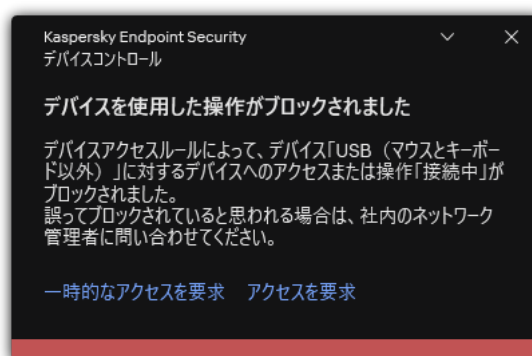 Kaspersky Endpoint Security
デバイスコントロール
デバイスを使用した操作がブロックされました
デバイスアクセスルールによって、デバイス「USB（マウスとキーボー
ド以外）」に対するデバイスへのアクセスまたは操作「接続中」が
ブロックされました。
誤ってブロックされていると思われる場合は、社内のネットワーク
管理者に問い合わせてください。
一時的なアクセスを要求 アクセスを要求